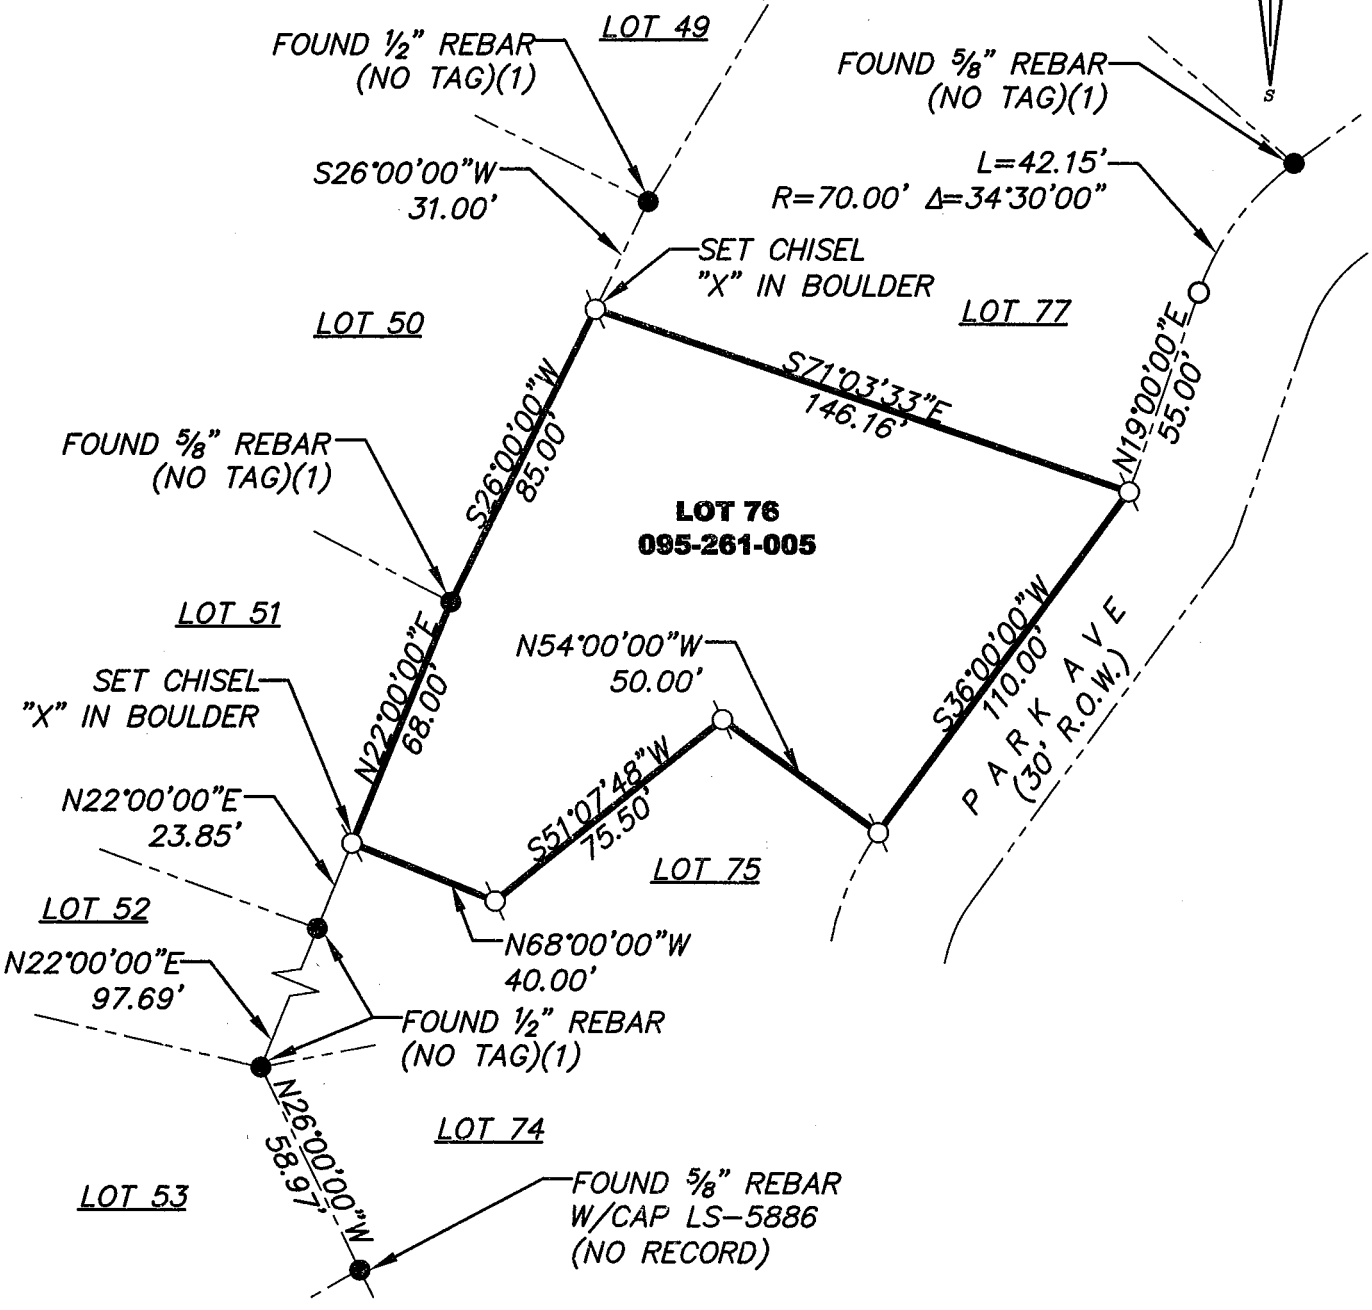 LOT 49
FOUND ½" REBAR
(NO TAG)(1)
FOUND ⅝" REBAR
(NO TAG)(1)
S
S26°00'00"W
31.00'
L=42.15'
R=70.00' Δ=34°30'00"
SET CHISEL
"X" IN BOULDER
LOT 50
LOT 77
S71°03'33"E
146.16'
N19°00'00"E
55.00'
S26°00'00"W
85.00'
FOUND ⅝" REBAR
(NO TAG)(1)
LOT 76
095-261-005
LOT 51
N54°00'00"W
50.00'
S36°00'00"W
110.00'
PARK AVE
(30' R.O.W.)
SET CHISEL
"X" IN BOULDER
N22°00'00"E
68.00'
N22°00'00"E
23.85'
S51°07'48"W
75.50'
LOT 75
LOT 52
N68°00'00"W
40.00'
N22°00'00"E
97.69'
FOUND ½" REBAR
(NO TAG)(1)
N26°00'00"W
58.97'
LOT 74
LOT 53
FOUND ⅝" REBAR
W/CAP LS-5886
(NO RECORD)